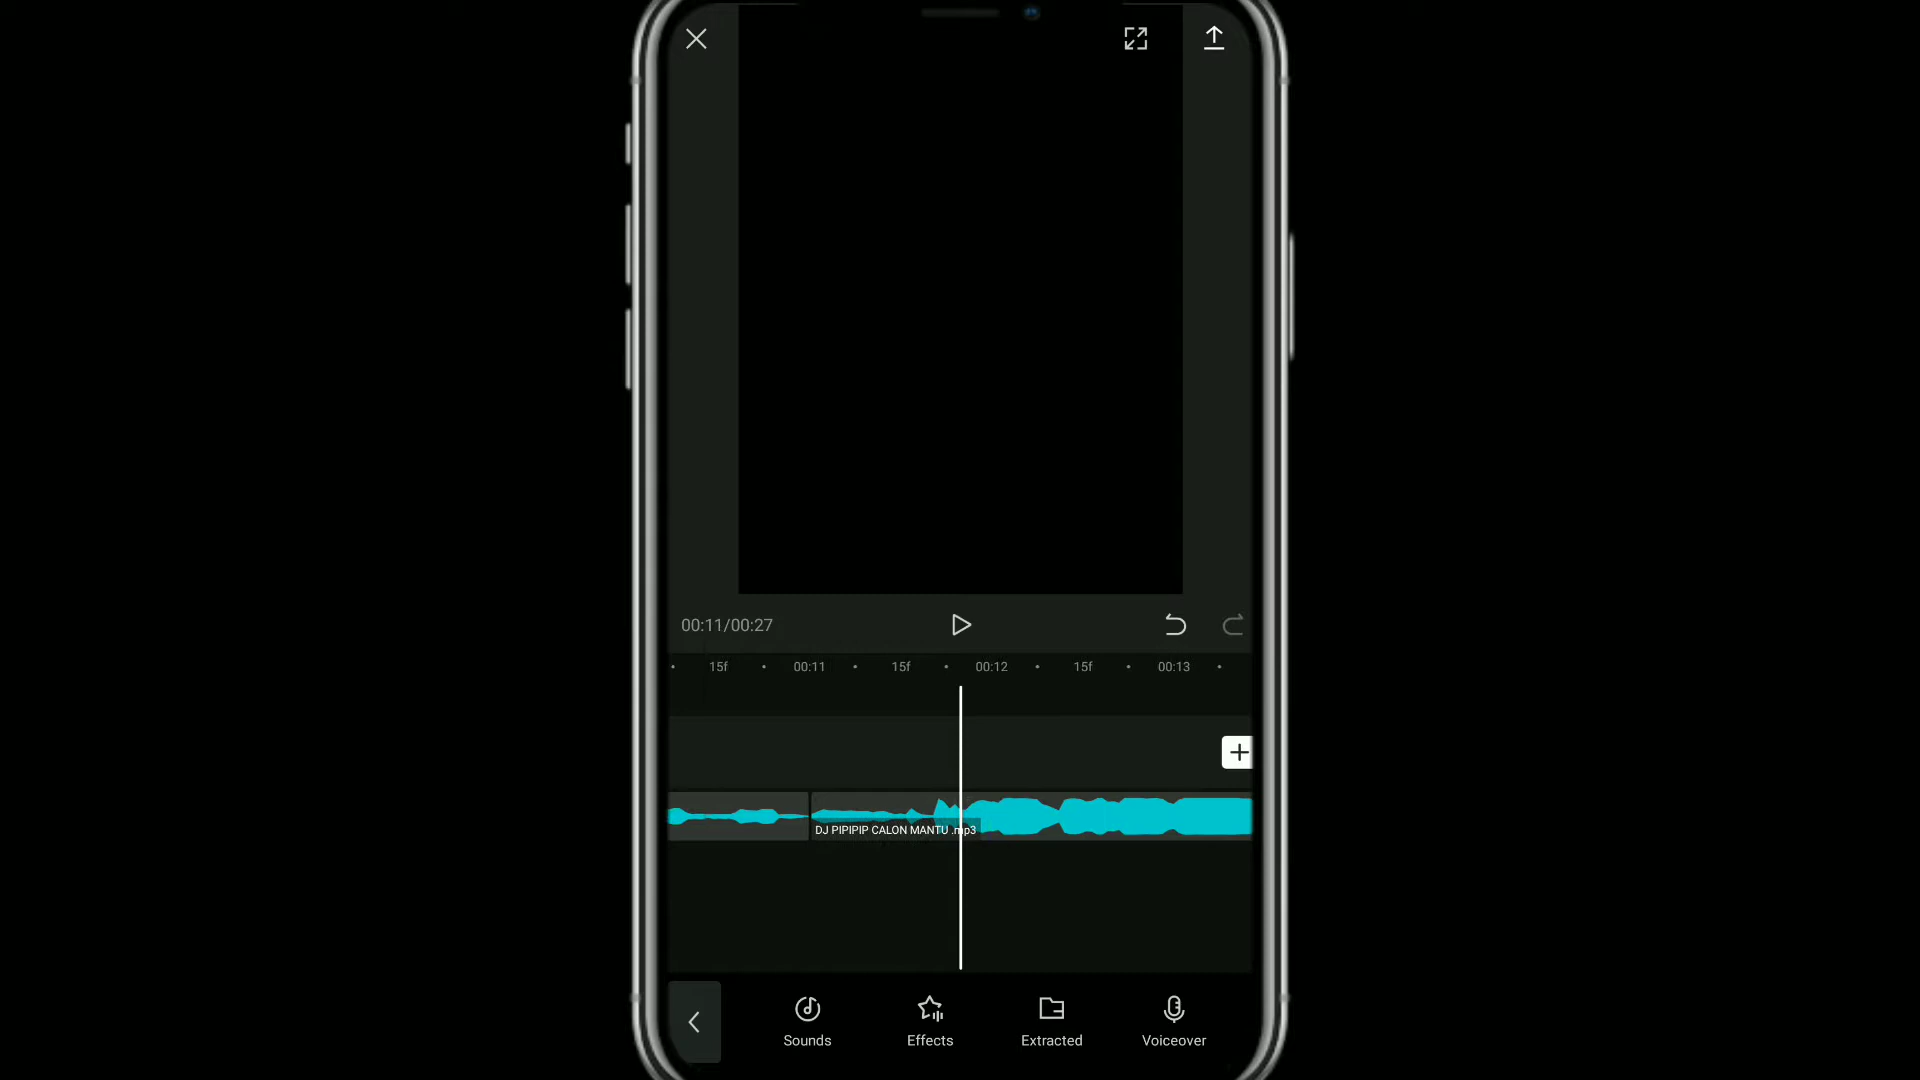 00:11/00:27
15f 00:11 15f 00:12 15f 00:13
DJ PIPIPIP CALON MANTU .mp3
Sounds Effects Extracted Voiceover